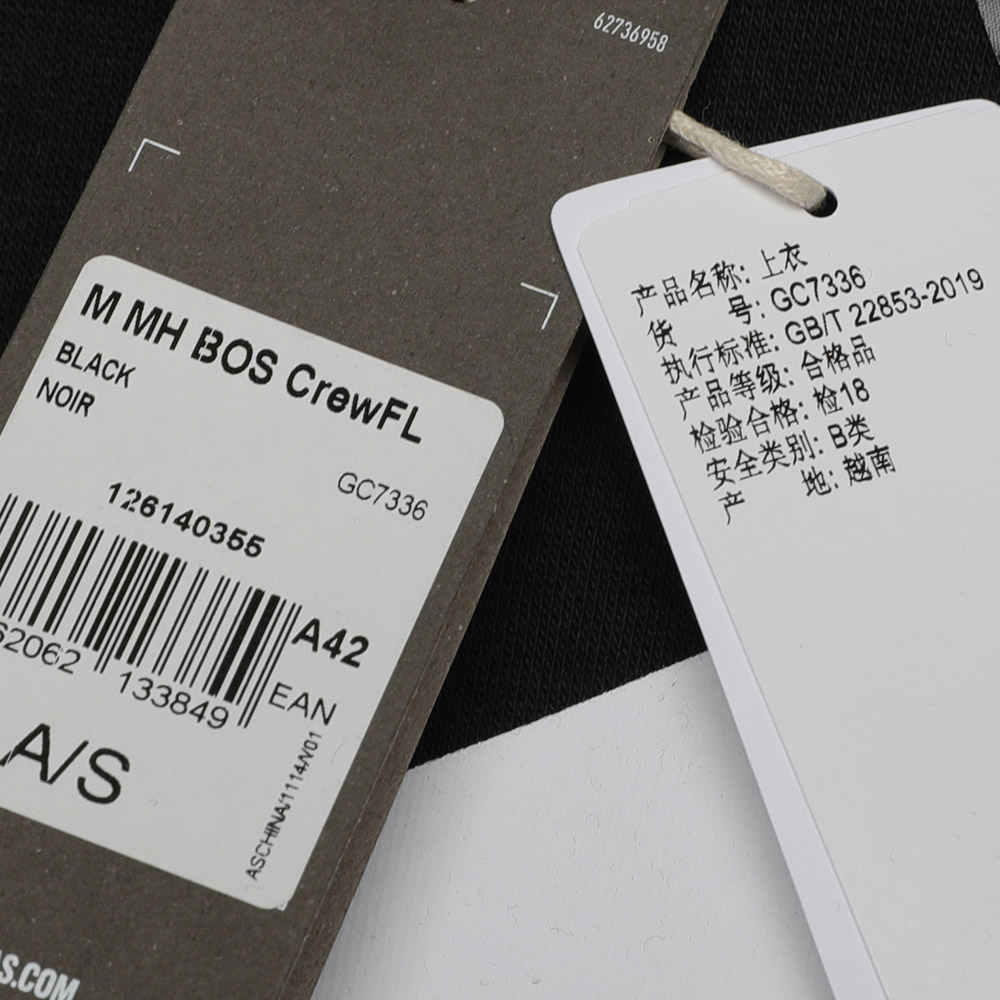 62736958
M MH BOS CrewFL
BLACK
NOIR
GC7336
126140355
62062
133849
A42
EAN
A/S
ASCHINA/1114/V01
S.COM
产品名称: 上衣
货 号: GC7336
执行标准: GB/T 22853-2019
产品等级: 合格品
检验合格: 检18
安全类别: B类
产 地: 越南